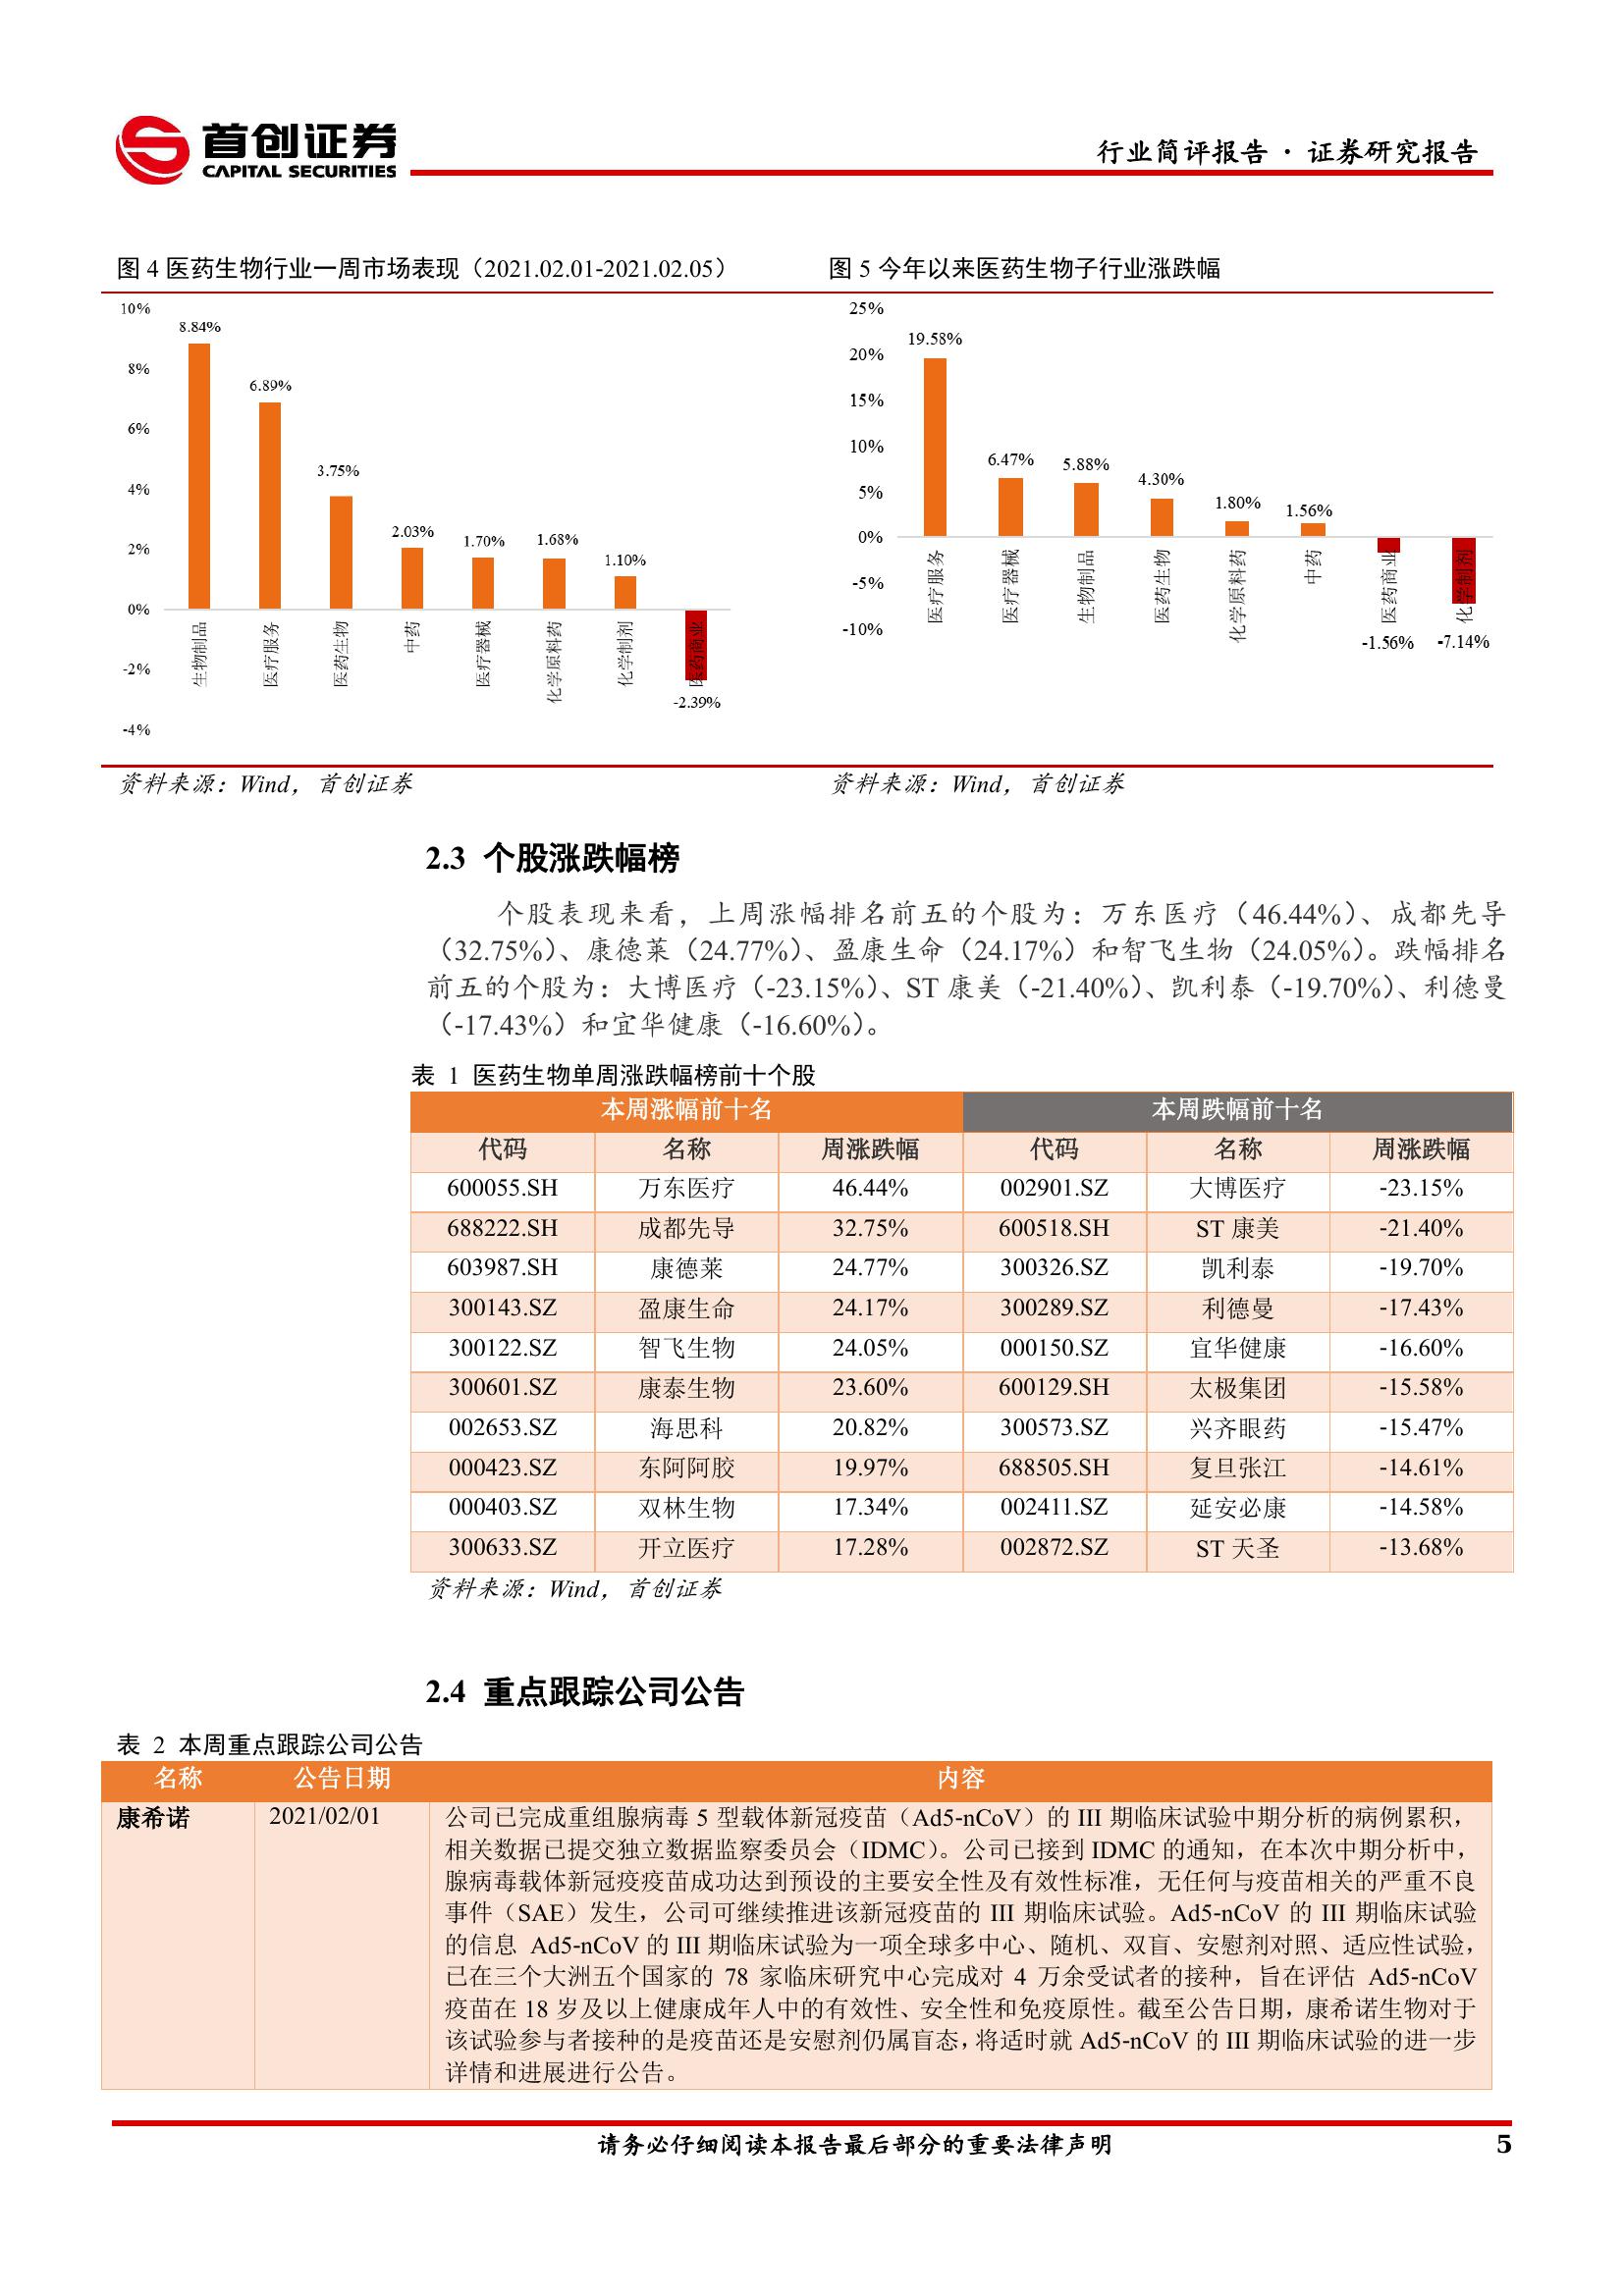 首创证券
CAPITAL SECURITIES
行业简评报告 · 证券研究报告
图 4 医药生物行业一周市场表现（2021.02.01-2021.02.05）
10%
8%
6%
4%
2%
0%
-2%
-4%
8.84%
6.89%
3.75%
2.03%
1.70%
1.68%
1.10%
-2.39%
生物制品
医疗服务
医药生物
中药
医疗器械
化学原料药
化学制剂
医药商业
资料来源：Wind，首创证券
图 5 今年以来医药生物子行业涨跌幅
25%
20%
15%
10%
5%
0%
-5%
-10%
19.58%
6.47%
5.88%
4.30%
1.80%
1.56%
-1.56%
-7.14%
医疗服务
医疗器械
生物制品
医药生物
化学原料药
中药
医药商业
化学制剂
资料来源：Wind，首创证券
2.3 个股涨跌幅榜
个股表现来看，上周涨幅排名前五的个股为：万东医疗（46.44%）、成都先导
（32.75%）、康德莱（24.77%）、盈康生命（24.17%）和智飞生物（24.05%）。跌幅排名
前五的个股为：大博医疗（-23.15%）、ST 康美（-21.40%）、凯利泰（-19.70%）、利德曼
（-17.43%）和宜华健康（-16.60%）。
表 1 医药生物单周涨跌幅榜前十个股
本周涨幅前十名 本周跌幅前十名
代码 名称 周涨跌幅 代码 名称 周涨跌幅
600055.SH 万东医疗 46.44% 002901.SZ 大博医疗 -23.15%
688222.SH 成都先导 32.75% 600518.SH ST 康美 -21.40%
603987.SH 康德莱 24.77% 300326.SZ 凯利泰 -19.70%
300143.SZ 盈康生命 24.17% 300289.SZ 利德曼 -17.43%
300122.SZ 智飞生物 24.05% 000150.SZ 宜华健康 -16.60%
300601.SZ 康泰生物 23.60% 600129.SH 太极集团 -15.58%
002653.SZ 海思科 20.82% 300573.SZ 兴齐眼药 -15.47%
000423.SZ 东阿阿胶 19.97% 688505.SH 复旦张江 -14.61%
000403.SZ 双林生物 17.34% 002411.SZ 延安必康 -14.58%
300633.SZ 开立医疗 17.28% 002872.SZ ST 天圣 -13.68%
资料来源：Wind，首创证券
2.4 重点跟踪公司公告
表 2 本周重点跟踪公司公告
名称 公告日期 内容
康希诺 2021/02/01 公司已完成重组腺病毒 5 型载体新冠疫苗（Ad5-nCoV）的 III 期临床试验中期分析的病例累积，
相关数据已提交独立数据监察委员会（IDMC）。公司已接到 IDMC 的通知，在本次中期分析中，
腺病毒载体新冠疫疫苗成功达到预设的主要安全性及有效性标准，无任何与疫苗相关的严重不良
事件（SAE）发生，公司可继续推进该新冠疫苗的 III 期临床试验。Ad5-nCoV 的 III 期临床试验
的信息 Ad5-nCoV 的 III 期临床试验为一项全球多中心、随机、双盲、安慰剂对照、适应性试验，
已在三个大洲五个国家的 78 家临床研究中心完成对 4 万余受试者的接种，旨在评估 Ad5-nCoV
疫苗在 18 岁及以上健康成年人中的有效性、安全性和免疫原性。截至公告日期，康希诺生物对于
该试验参与者接种的是疫苗还是安慰剂仍属盲态，将适时就 Ad5-nCoV 的 III 期临床试验的进一步
详情和进展进行公告。
请务必仔细阅读本报告最后部分的重要法律声明 5